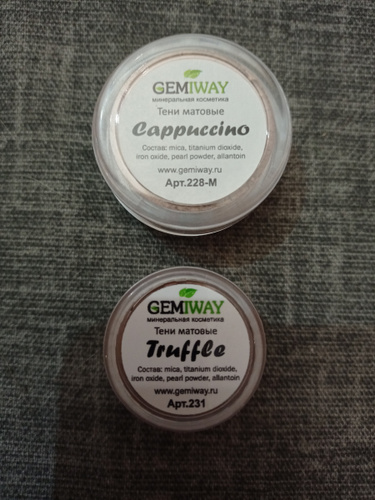 GEMIWAY
минеральная косметика
Тени матовые
Cappuccino
Состав: mica, titanium dioxide,
iron oxide, pearl powder, allantoin
www.gemiway.ru
Арт.228-М
GEMIWAY
минеральная косметика
Тени матовые
Truffle
Состав: mica, titanium dioxide,
iron oxide, pearl powder, allantoin
www.gemiway.ru
Арт.231